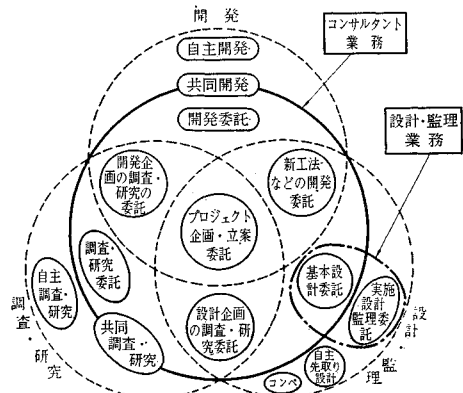 開発
コンサルタント
業務
自主開発
共同開発
開発委託
設計・監理
業務
開発企
画の調査・
研究の
委託
新工法・
などの開発
委託
プロジェクト
企画・立案
委託
調査・
研究
委託
自主
調査・
研究
共同
調査・
研究
設計企画
の調査・研
究委託
基本設
計委託
実施
設計
監理委
託
自主
先取り
設計
コンペ
調査・研究
設計・監理